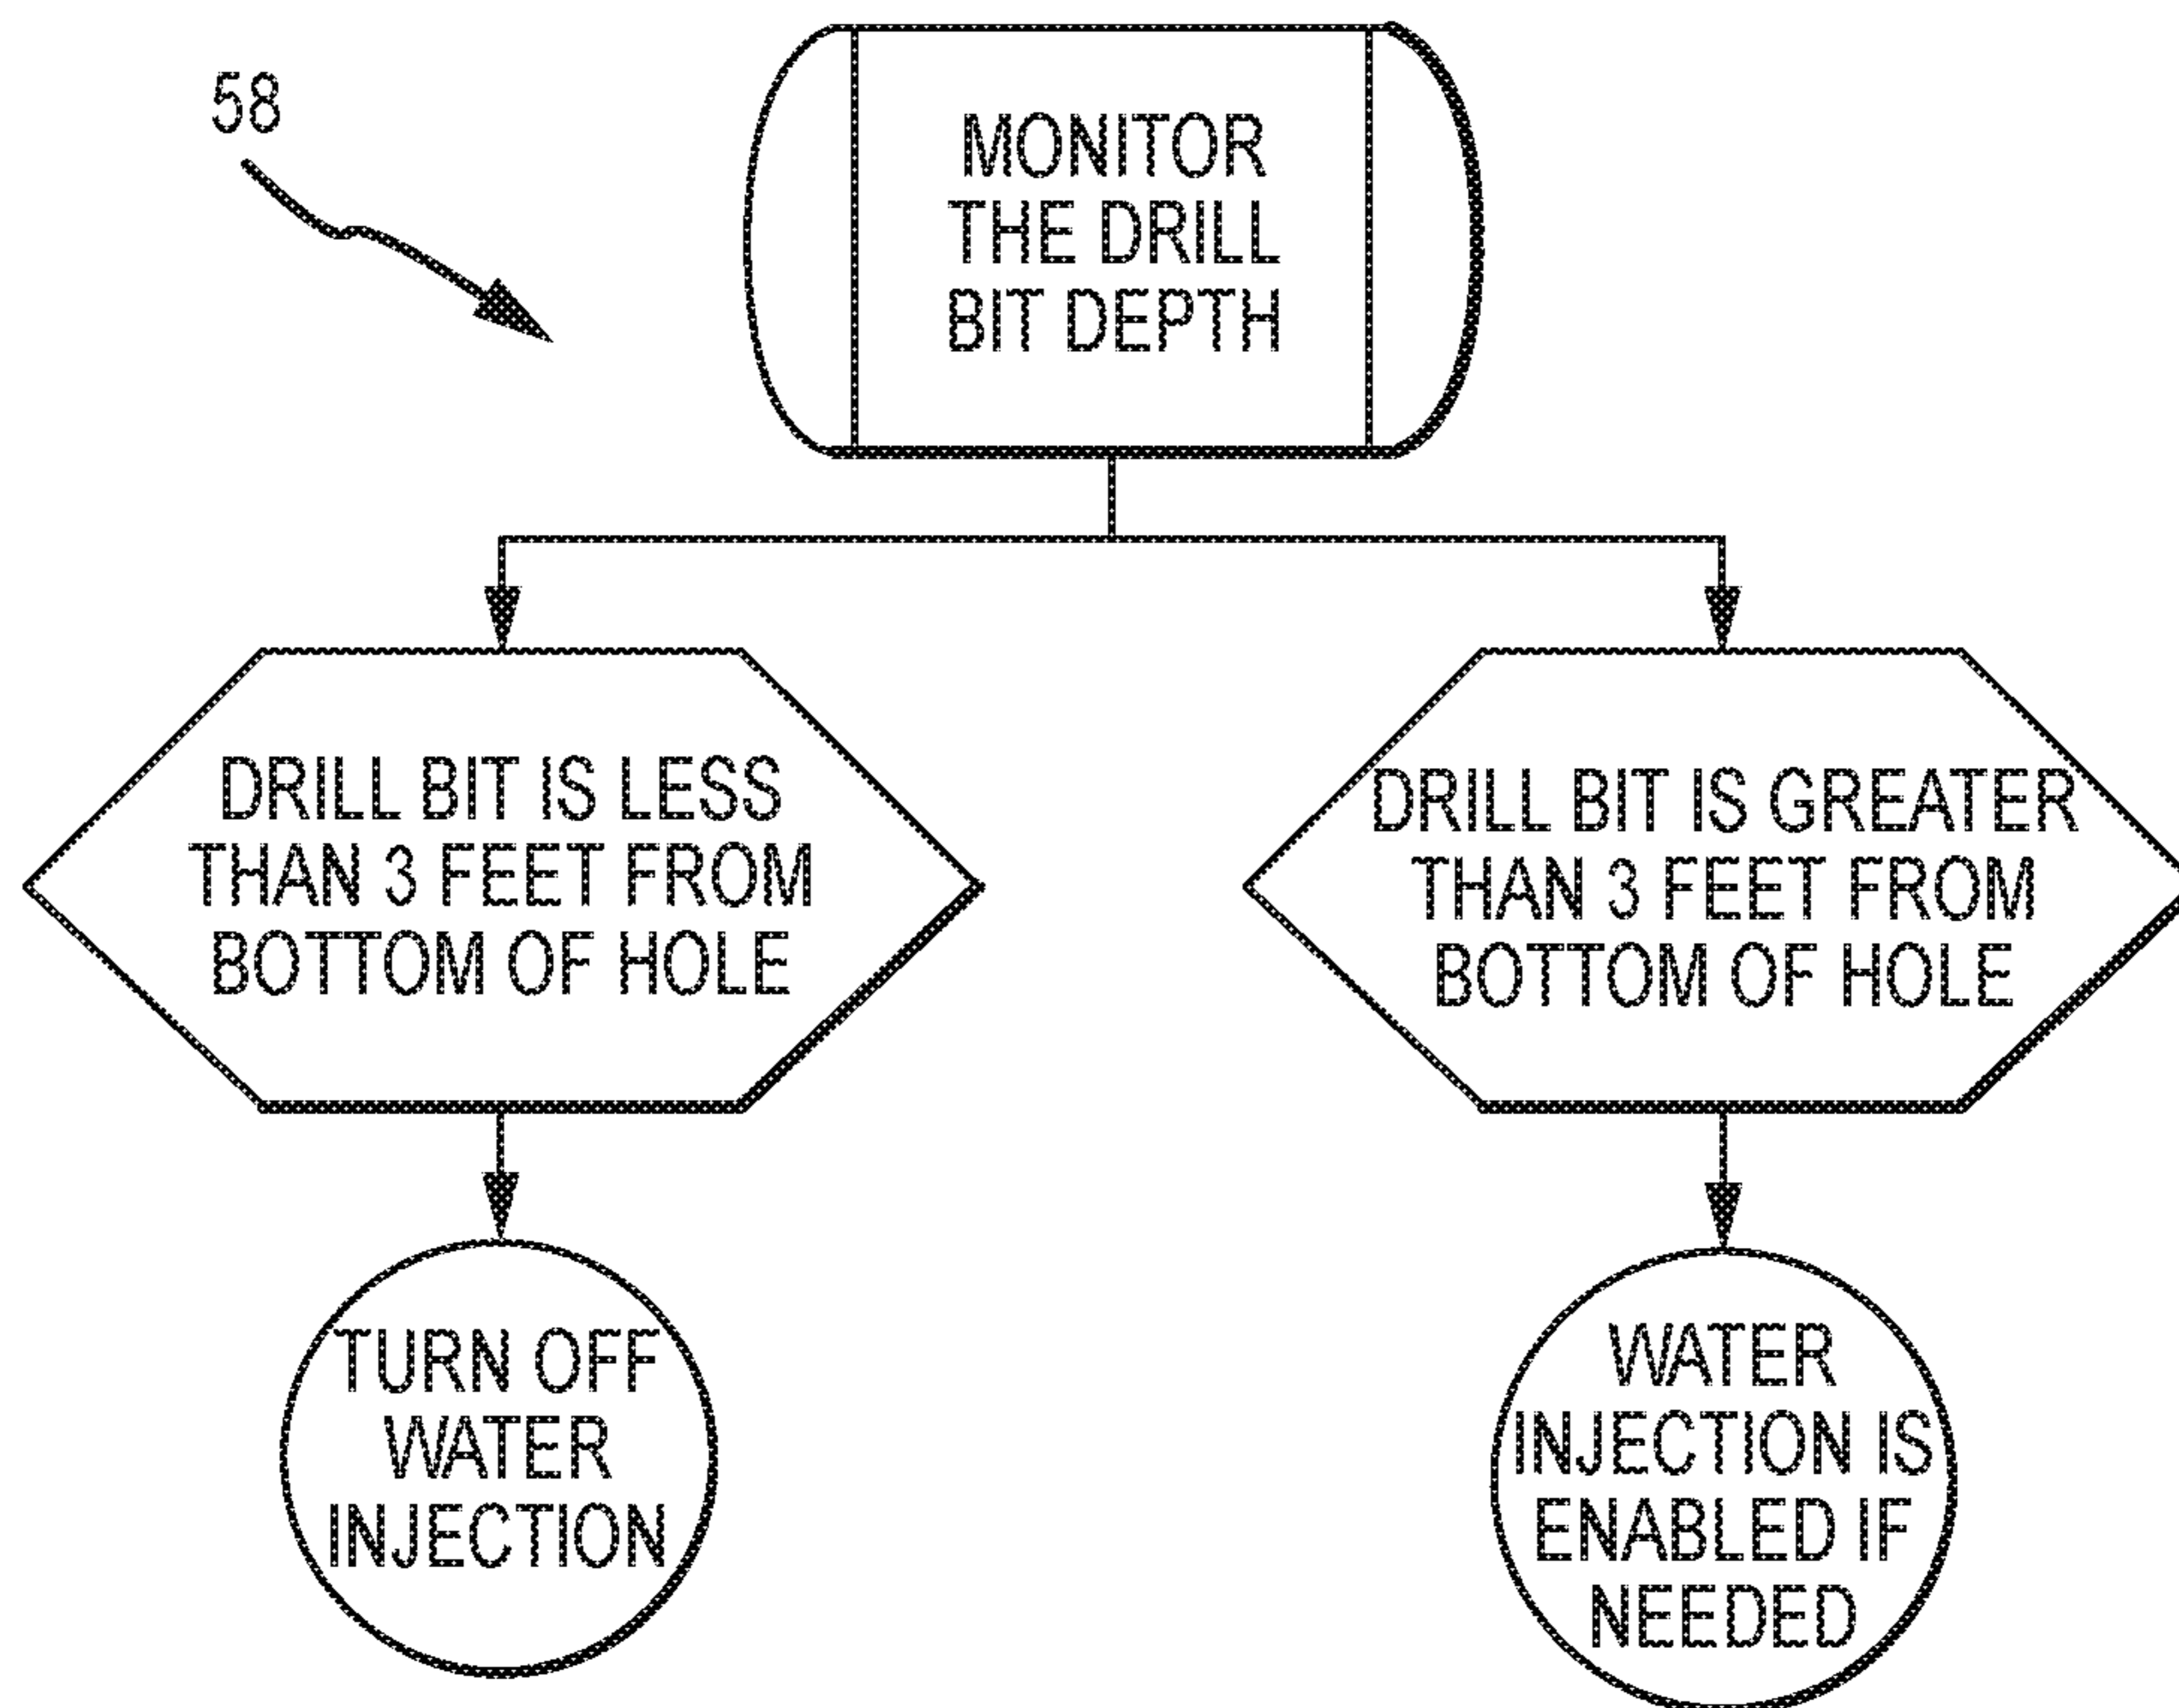 58
MONITOR
THE DRILL
BIT DEPTH
DRILL BIT IS LESS
THAN 3 FEET FROM
BOTTOM OF HOLE
DRILL BIT IS GREATER
THAN 3 FEET FROM
BOTTOM OF HOLE
TURN OFF
WATER
INJECTION
WATER
INJECTION IS
ENABLED IF
NEEDED